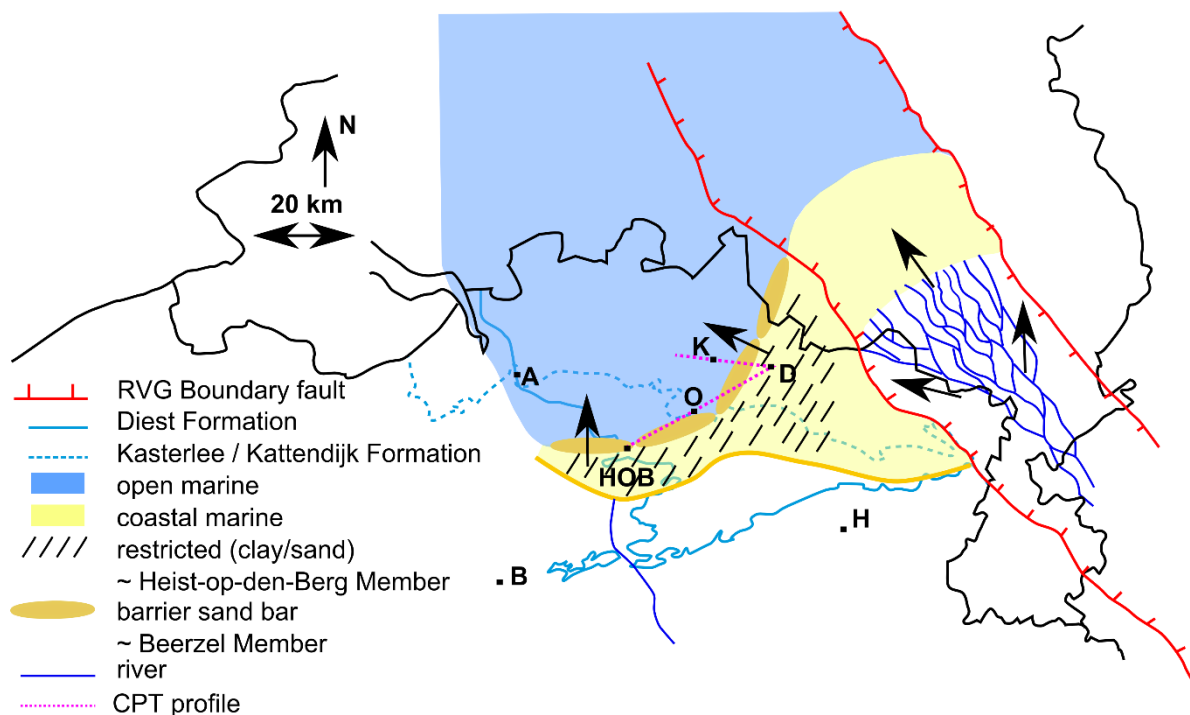 N
20 km
K
D
A
O
HOB
H
B
RVG Boundary fault
Diest Formation
Kasterlee / Kattendijk Formation
open marine
coastal marine
restricted (clay/sand)
~ Heist-op-den-Berg Member
barrier sand bar
~ Beerzel Member
river
CPT profile